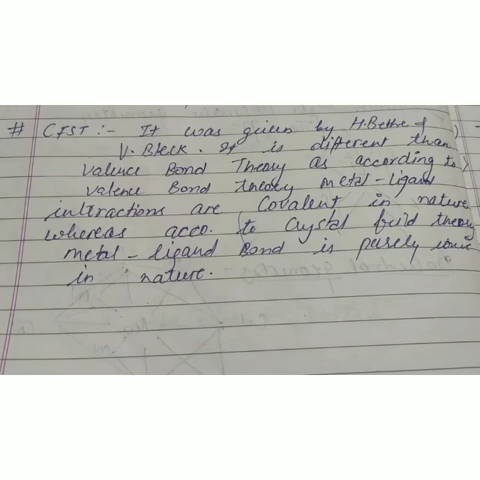 # CFST :- It was given by H.Bethe &
V. Bleck. It is different than
Valence Bond Theory as according to
valence Bond theory metal-ligand
interactions are covalent in nature
whereas acco. to Crystal feild theory
metal - ligand Bond is purely ionic
in nature.